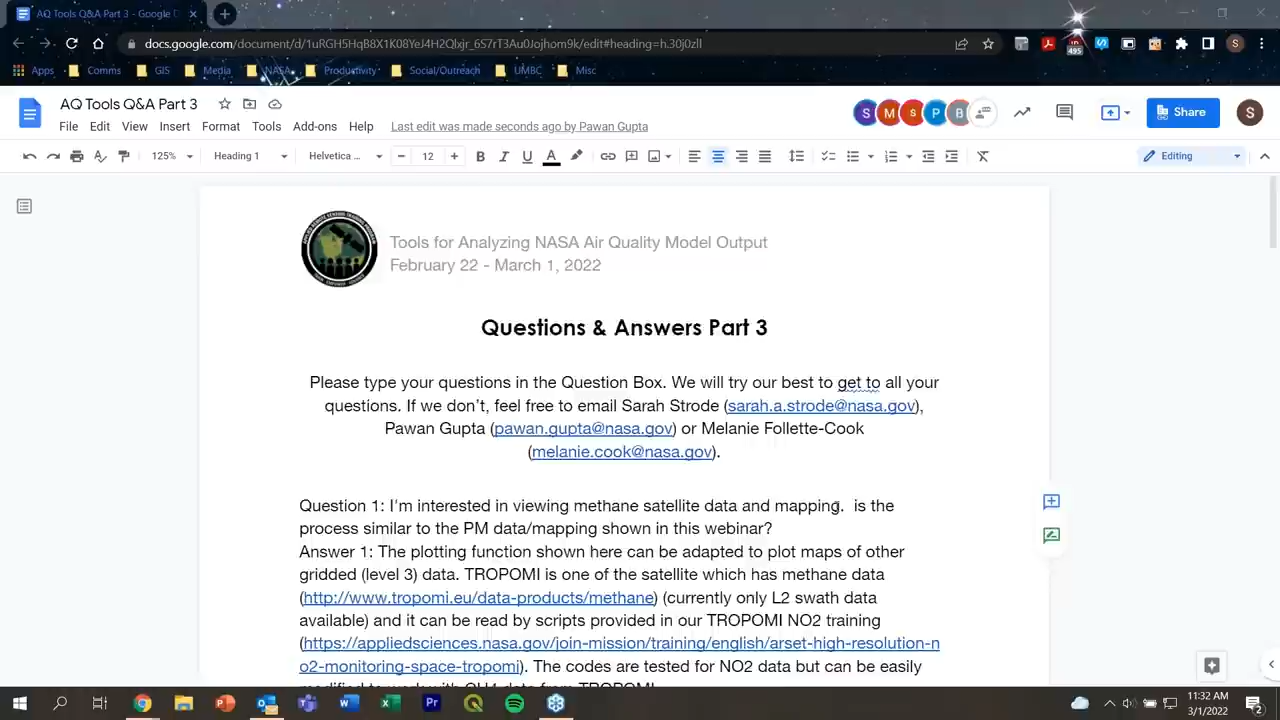 AQ Tools Q&A Part 3 - Google D
docs.google.com/document/d/1uRGH5HqB8X1K08YeJ4H2Qlxjr_6S7rT3Au0Jojhom9k/edit#heading=h.30j0zll
495
S
Apps Comms GIS Media NASA Productivity Social/Outreach UMBC Misc
AQ Tools Q&A Part 3
S M s P B
Share
S
File Edit View Insert Format Tools Add-ons Help Last edit was made seconds ago by Pawan Gupta
125% Heading 1 Helvetica ... 12 B I U A Editing
Tools for Analyzing NASA Air Quality Model Output
February 22 - March 1, 2022
Questions & Answers Part 3
Please type your questions in the Question Box. We will try our best to get to all your
questions. If we don't, feel free to email Sarah Strode (sarah.a.strode@nasa.gov),
Pawan Gupta (pawan.gupta@nasa.gov) or Melanie Follette-Cook
(melanie.cook@nasa.gov).
Question 1: I'm interested in viewing methane satellite data and mapping. is the
process similar to the PM data/mapping shown in this webinar?
Answer 1: The plotting function shown here can be adapted to plot maps of other
gridded (level 3) data. TROPOMI is one of the satellite which has methane data
(http://www.tropomi.eu/data-products/methane) (currently only L2 swath data
available) and it can be read by scripts provided in our TROPOMI NO2 training
(https://appliedsciences.nasa.gov/join-mission/training/english/arset-high-resolution-n
o2-monitoring-space-tropomi). The codes are tested for NO2 data but can be easily
modified to work with CH4 data from TROPOMI.
11:32 AM
3/1/2022
2